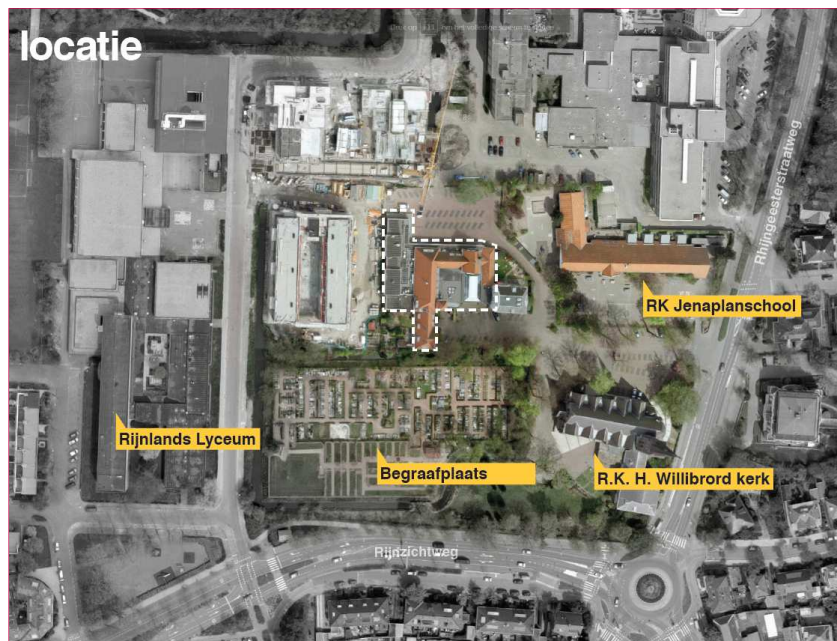 locatie
Rhijngeesterstraatweg
RK Jenaplanschool
Rijnlands Lyceum
Begraafplaats
R.K. H. Willibrord kerk
Rijnzichtweg